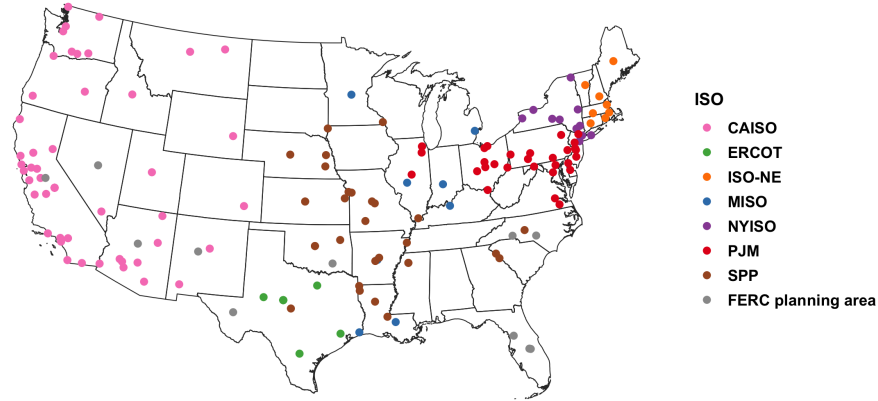 ISO
CAISO
ERCOT
ISO-NE
MISO
NYISO
PJM
SPP
FERC planning area